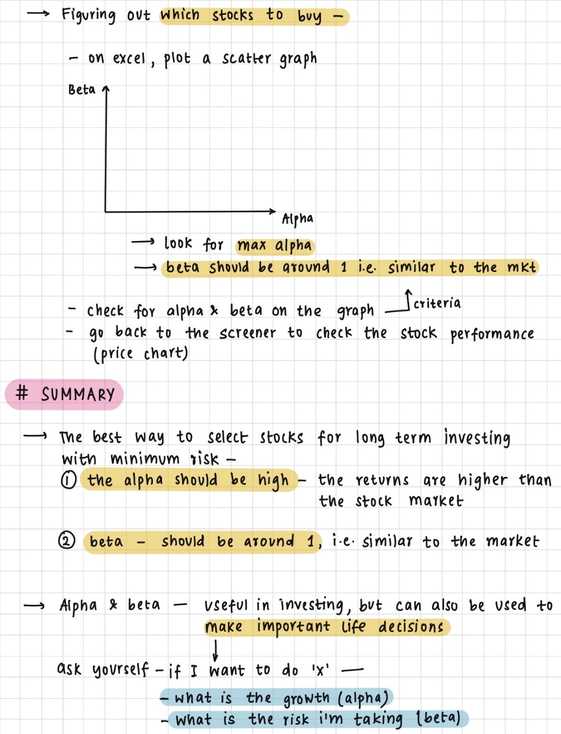 → Figuring out which stocks to buy –
– on excel, plot a scatter graph
Beta
Alpha
→ look for max alpha
→ beta should be around 1 i.e. similar to the mkt
criteria
– check for alpha & beta on the graph
– go back to the screener to check the stock performance
(price chart)
# SUMMARY
→ The best way to select stocks for long term investing
with minimum risk –
① the alpha should be high – the returns are higher than
the stock market
② beta – should be around 1, i.e. similar to the market
→ Alpha & beta – useful in investing, but can also be used to
make important life decisions
ask yourself – if I want to do 'x' —
– what is the growth (alpha)
– what is the risk i'm taking (beta)